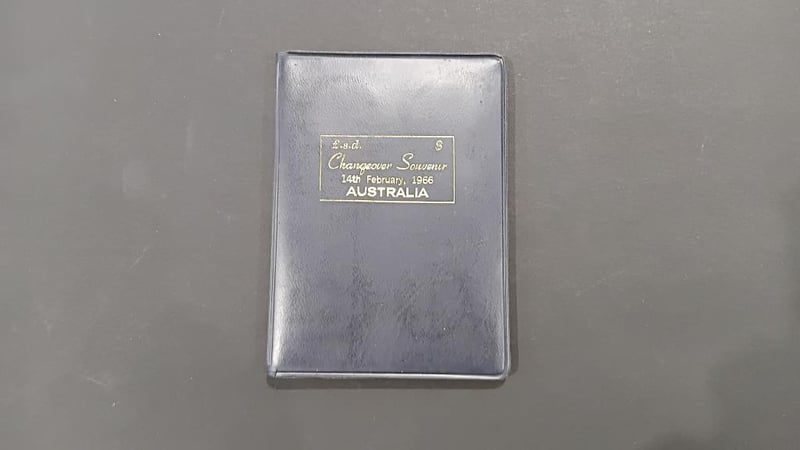 £.s.d. $
Changeover Souvenir
14th February, 1966
AUSTRALIA